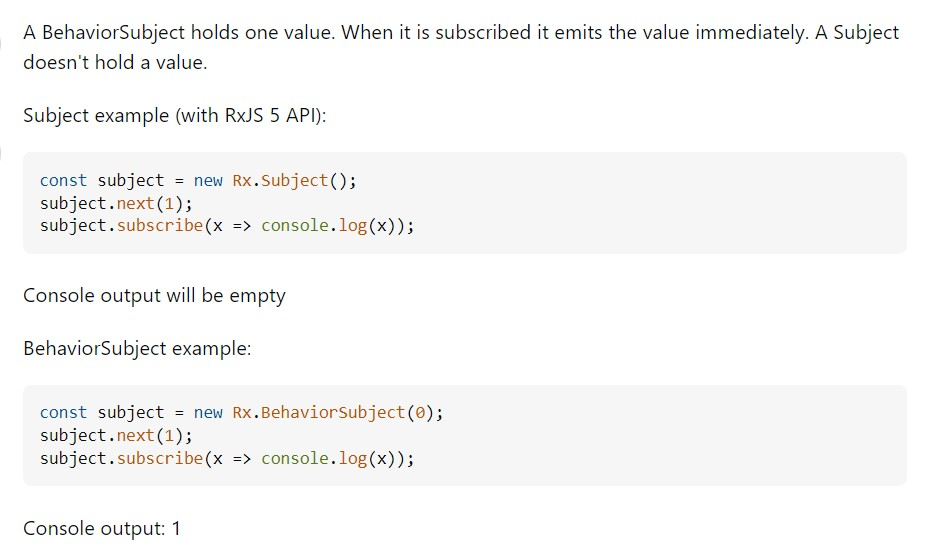 A BehaviorSubject holds one value. When it is subscribed it emits the value immediately. A Subject
doesn't hold a value.
Subject example (with RxJS 5 API):
const subject = new Rx.Subject();
subject.next(1);
subject.subscribe(x => console.log(x));
Console output will be empty
BehaviorSubject example:
const subject = new Rx.BehaviorSubject(0);
subject.next(1);
subject.subscribe(x => console.log(x));
Console output: 1